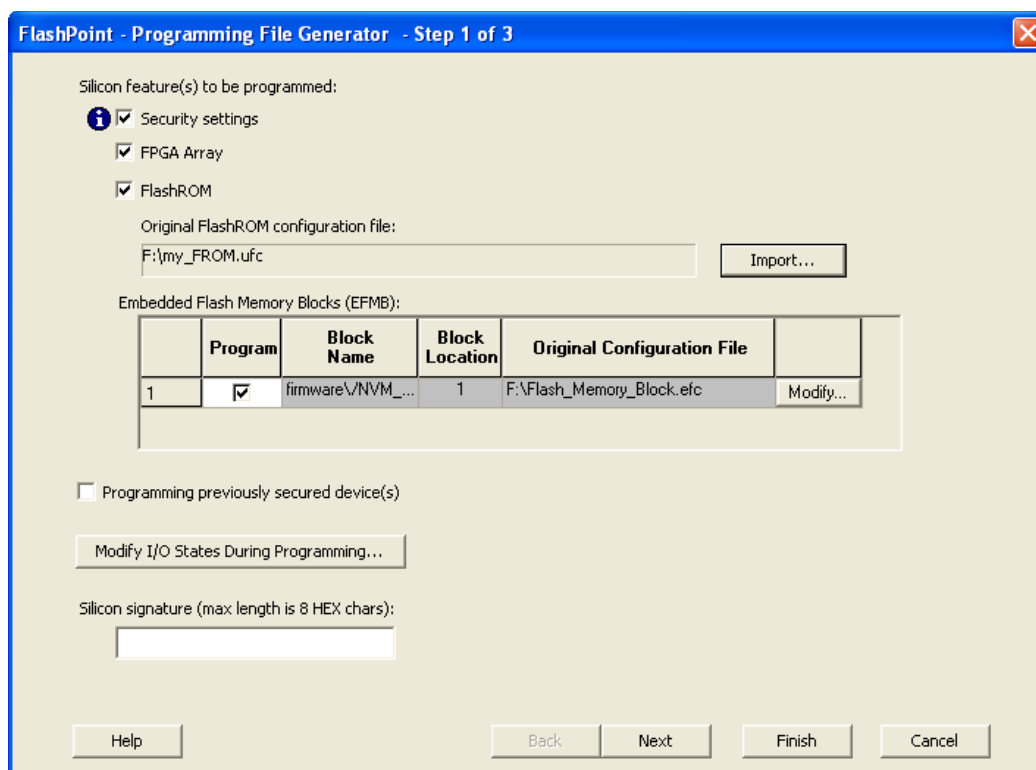 FlashPoint - Programming File Generator - Step 1 of 3
Silicon feature(s) to be programmed:
Security settings
FPGA Array
FlashROM
Original FlashROM configuration file:
F:\my_FROM.ufc
Import...
Embedded Flash Memory Blocks (EFMB):
Program Block Name Block Location Original Configuration File
1 firmware\/NVM_... 1 F:\Flash_Memory_Block.efc Modify...
Programming previously secured device(s)
Modify I/O States During Programming...
Silicon signature (max length is 8 HEX chars):
Help Back Next Finish Cancel